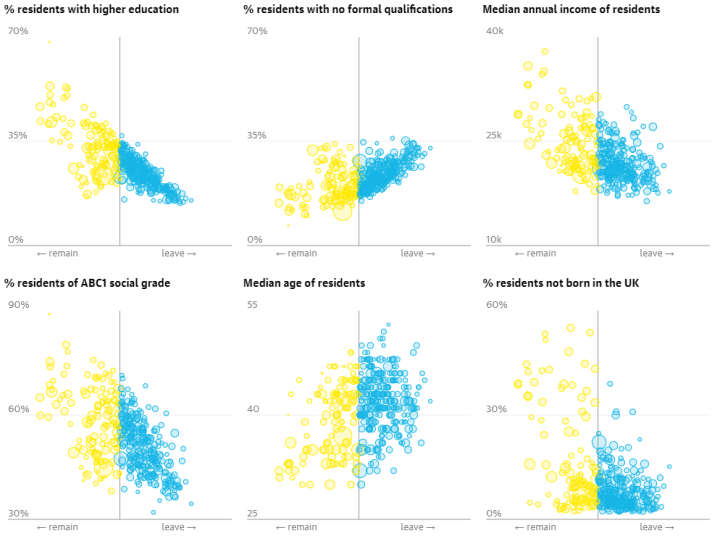 % residents with higher education
70%
35%
0%
← remain
leave →
% residents with no formal qualifications
70%
35%
0%
← remain
leave →
Median annual income of residents
40k
25k
10k
← remain
leave →
% residents of ABC1 social grade
90%
60%
30%
← remain
leave →
Median age of residents
55
40
25
← remain
leave →
% residents not born in the UK
60%
30%
0%
← remain
leave →